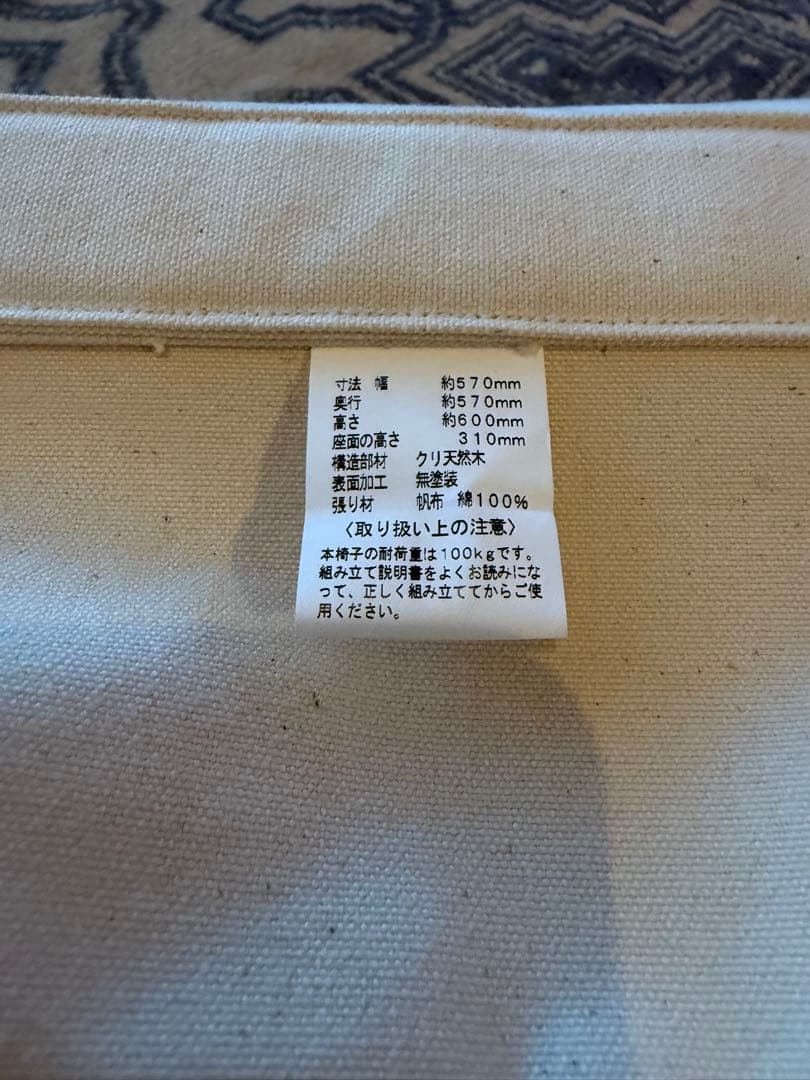 寸法 幅 約570mm
奥行 約570mm
高さ 約600mm
座面の高さ 310mm
構造部材 クリ天然木
表面加工 無塗装
張り材 帆布 綿100%
〈取り扱い上の注意〉
本椅子の耐荷重は100kgです。
組み立て説明書をよくお読みにな
って、正しく組み立ててからご使
用ください。